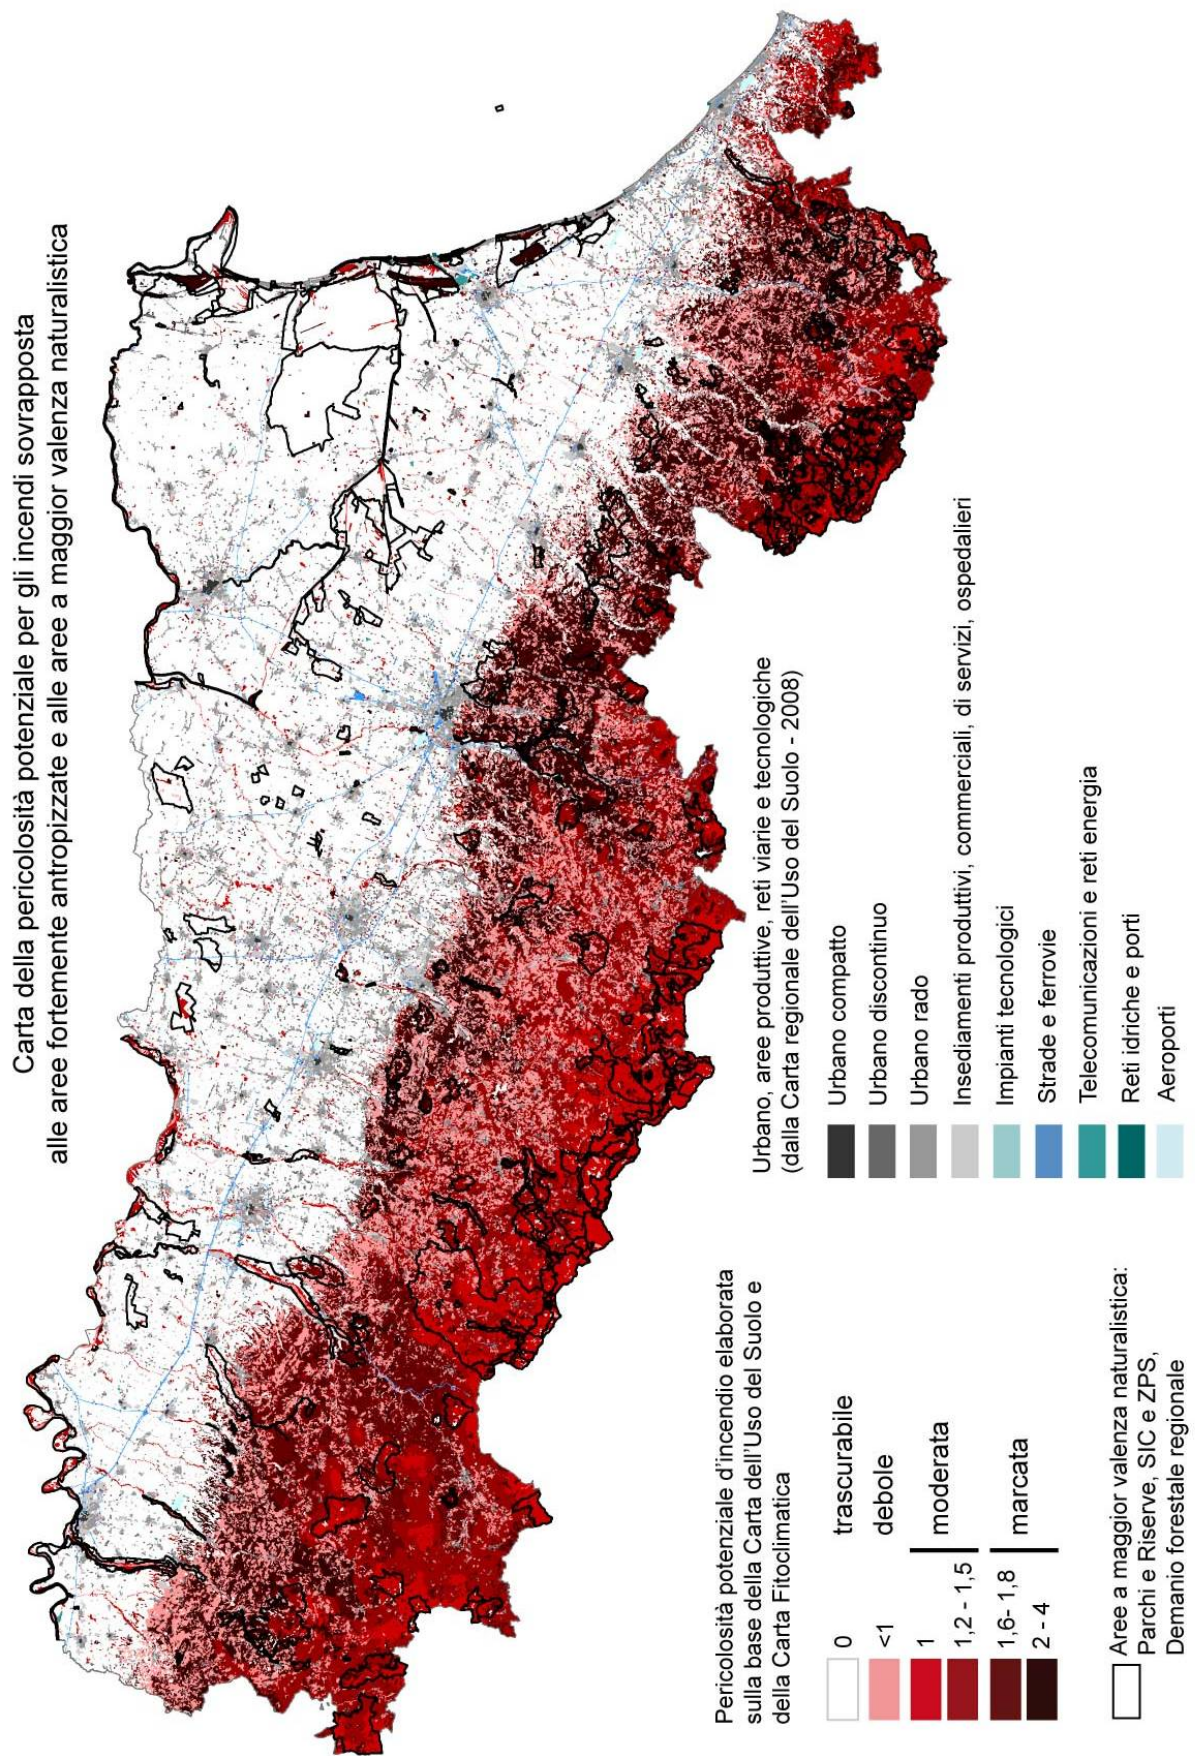 Carta della pericolosità potenziale per gli incendi sovrapposta
alle aree fortemente antropizzate e alle aree a maggior valenza naturalistica
Pericolosità potenziale d'incendio elaborata
sulla base della Carta dell'Uso del Suolo e
della Carta Fitoclimatica
0 trascurabile
<1 debole
1
moderata
1,2 - 1,5
1,6- 1,8
marcata
2 - 4
Aree a maggior valenza naturalistica:
Parchi e Riserve, SIC e ZPS,
Demanio forestale regionale
Urbano, aree produttive, reti viarie e tecnologiche
(dalla Carta regionale dell'Uso del Suolo - 2008)
Urbano compatto
Urbano discontinuo
Urbano rado
Insediamenti produttivi, commerciali, di servizi, ospedalieri
Impianti tecnologici
Strade e ferrovie
Telecomunicazioni e reti energia
Reti idriche e porti
Aeroporti